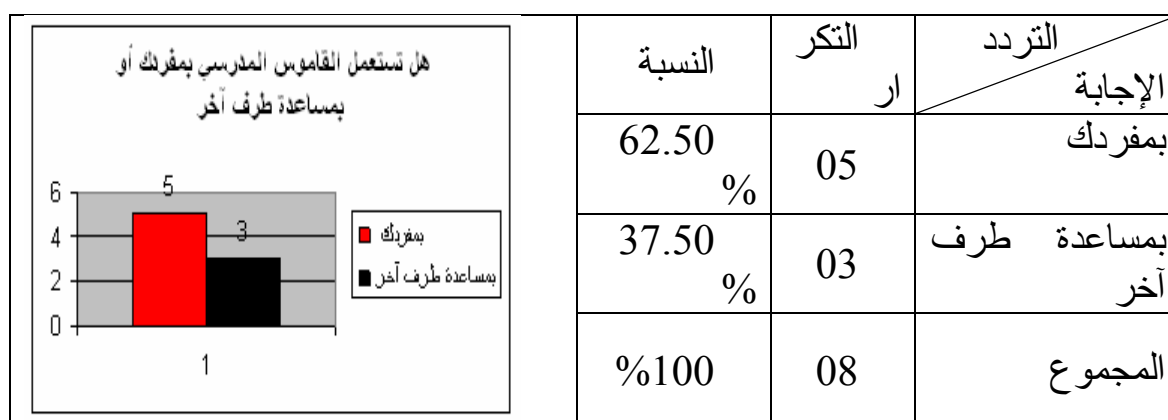 التردد
الإجابة
التكر
ار
النسبة
بمفردك
05
62.50
%
بمساعدة طرف
آخر
03
37.50
%
المجموع
08
%100
هل تستعمل القاموس المدرسي بمفردك أو
بمساعدة طرف آخر
6
4
2
0
5
3
1
بمفردك
بمساعدة طرف آخر